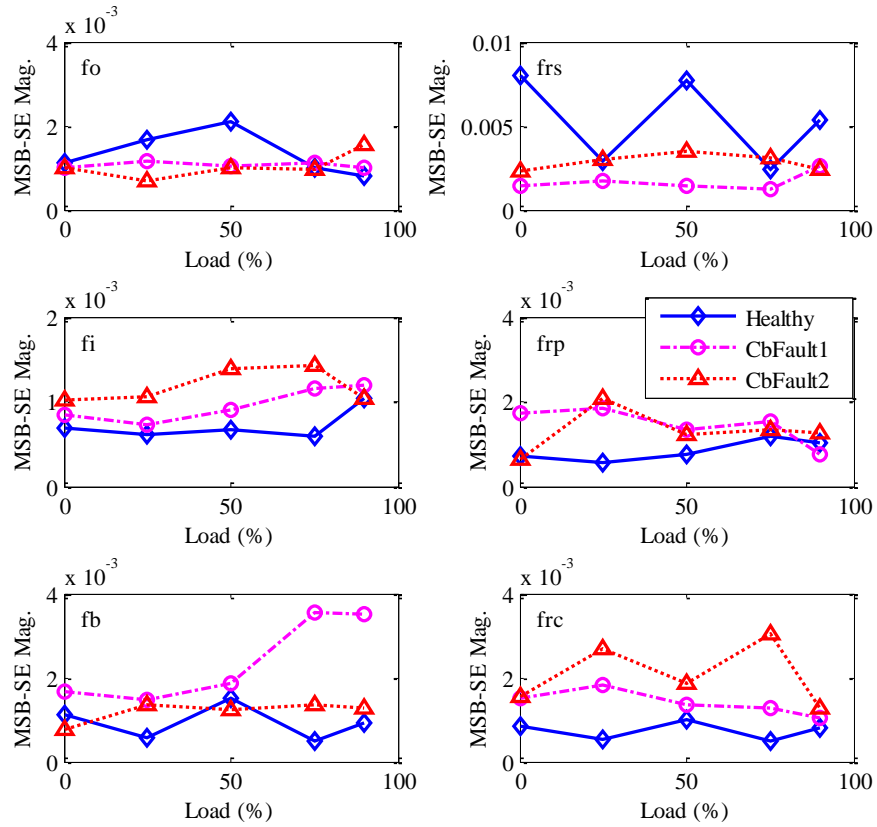 x 10^-3
4
2
0
MSB-SE Mag.
fo
0 50 100
Load (%)
0.01
0.005
0
MSB-SE Mag.
frs
0 50 100
Load (%)
x 10^-3
2
1
0
MSB-SE Mag.
fi
0 50 100
Load (%)
x 10^-3
4
2
0
MSB-SE Mag.
frp
Healthy
CbFault1
CbFault2
0 50 100
Load (%)
x 10^-3
4
2
0
MSB-SE Mag.
fb
0 50 100
Load (%)
x 10^-3
4
2
0
MSB-SE Mag.
frc
0 50 100
Load (%)